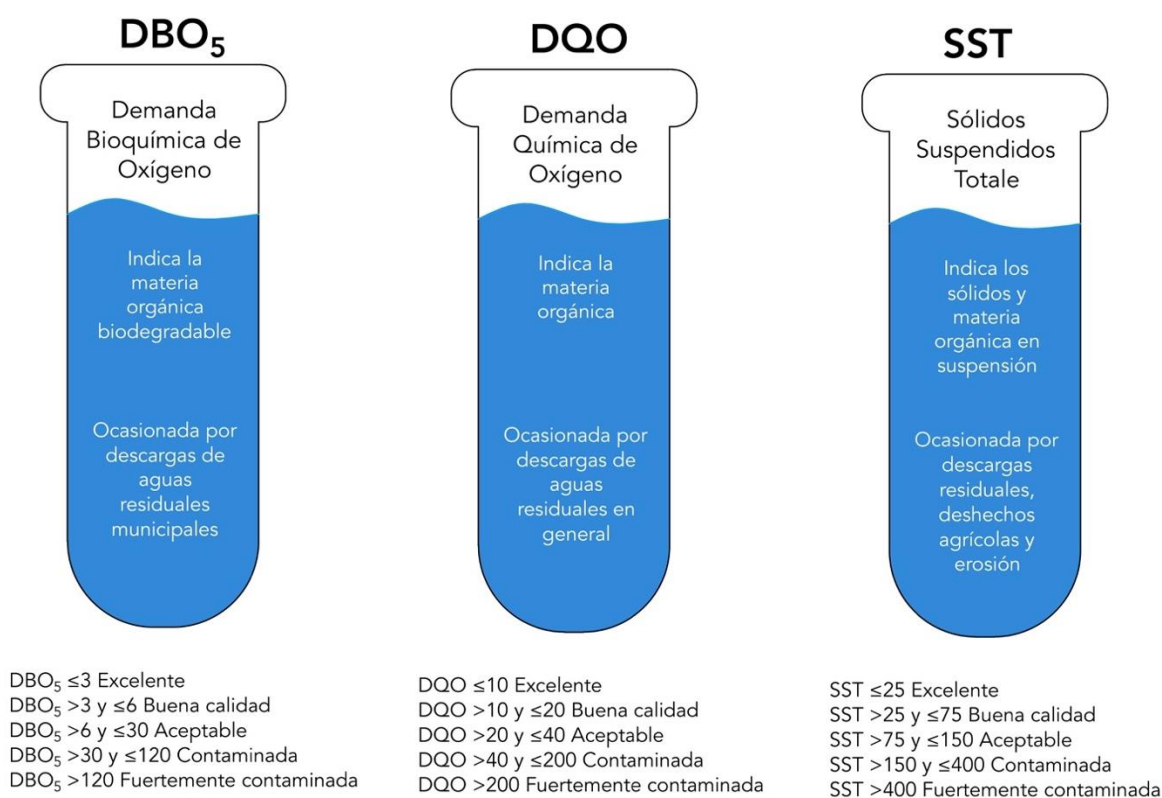 DBO₅
Demanda
Bioquímica de
Oxígeno
Indica la
materia
orgánica
biodegradable
Ocasionada por
descargas de
aguas
residuales
municipales
DBO₅ ≤3 Excelente
DBO₅ >3 y ≤6 Buena calidad
DBO₅ >6 y ≤30 Aceptable
DBO₅ >30 y ≤120 Contaminada
DBO₅ >120 Fuertemente contaminada
DQO
Demanda
Química de
Oxígeno
Indica la
materia
orgánica
Ocasionada por
descargas de
aguas
residuales en
general
DQO ≤10 Excelente
DQO >10 y ≤20 Buena calidad
DQO >20 y ≤40 Aceptable
DQO >40 y ≤200 Contaminada
DQO >200 Fuertemente contaminada
SST
Sólidos
Suspendidos
Totale
Indica los
sólidos y
materia
orgánica en
suspensión
Ocasionada por
descargas
residuales,
deshechos
agrícolas y
erosión
SST ≤25 Excelente
SST >25 y ≤75 Buena calidad
SST >75 y ≤150 Aceptable
SST >150 y ≤400 Contaminada
SST >400 Fuertemente contaminada